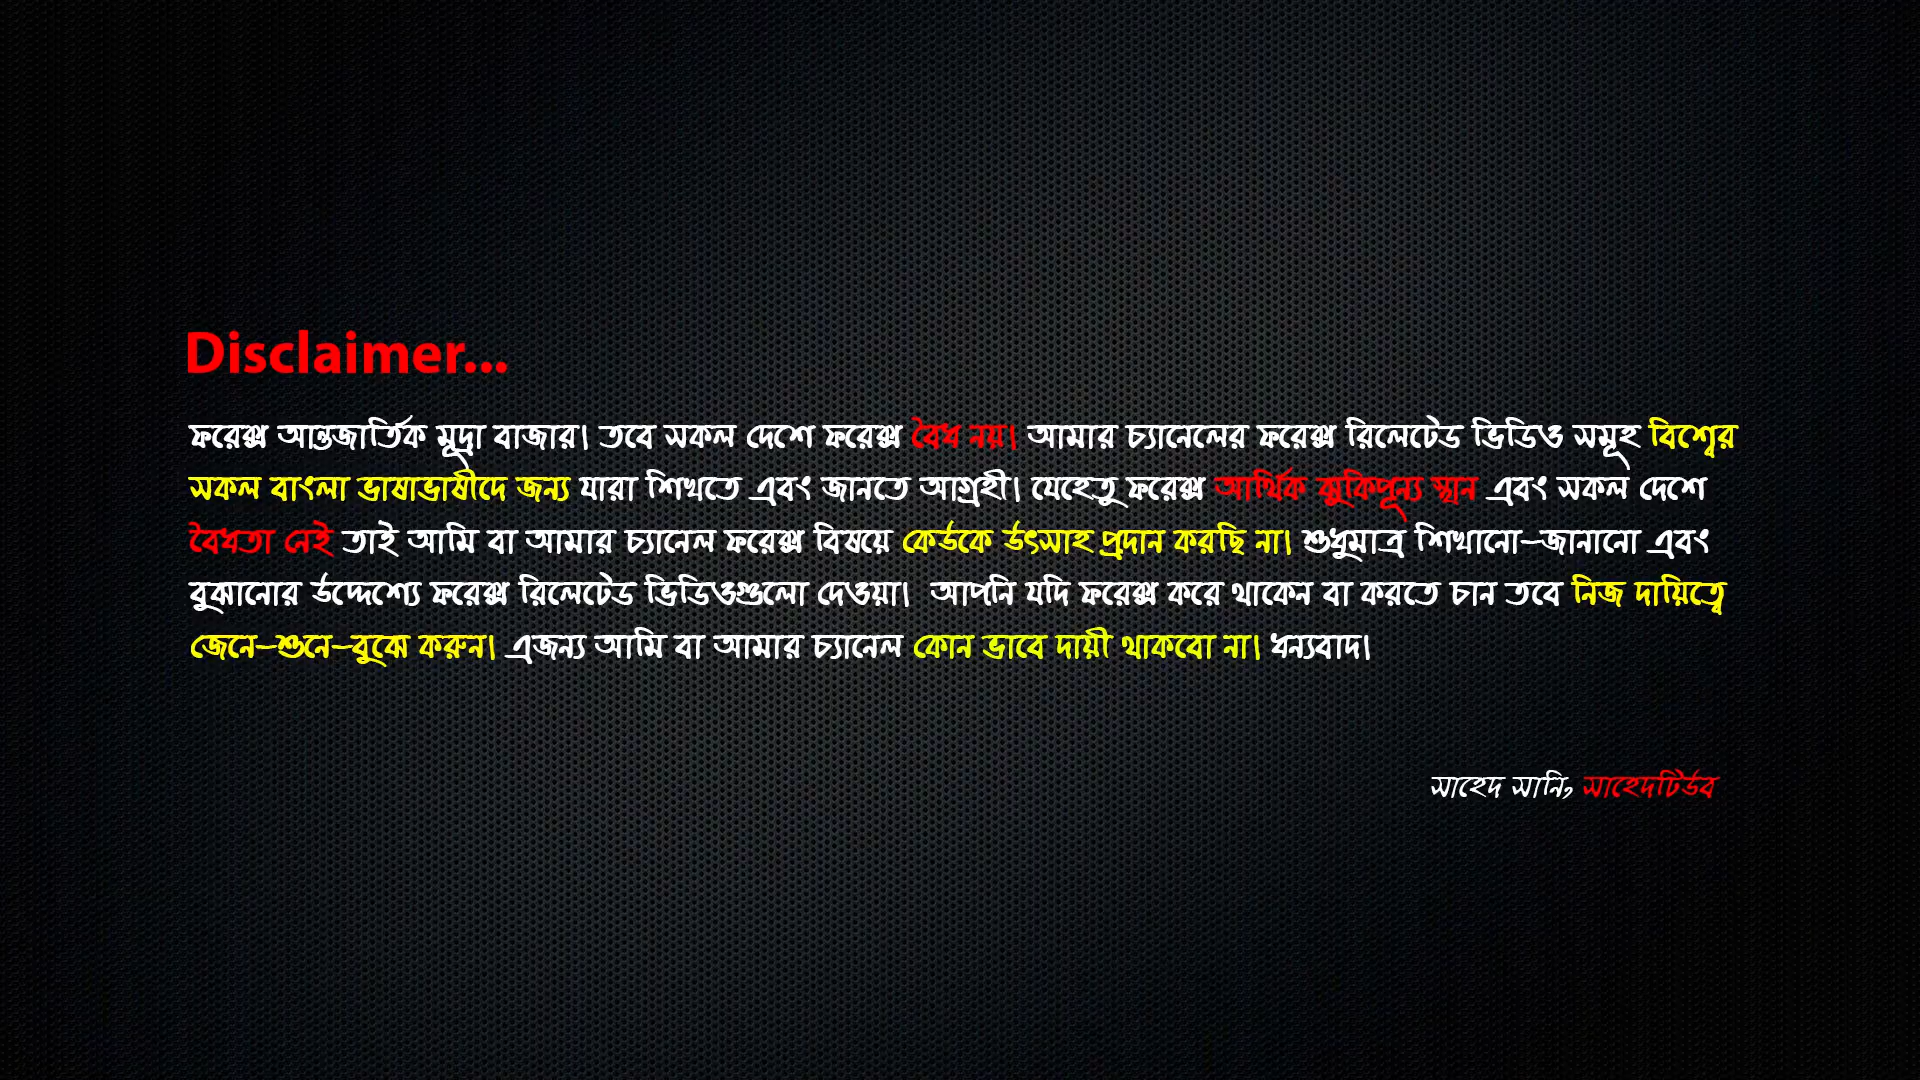 Disclaimer...
ফরেক্স আন্তজার্তিক মূদ্রা বাজার। তবে সকল দেশে ফরেক্স বৈধ নয়। আমার চ্যানেলের ফরেক্স রিলেটেড ভিডিও সমূহ বিশ্বের
সকল বাংলা ভাষাভাষীদে জন্য যারা শিখতে এবং জানতে আগ্রহী। যেহেতু ফরেক্স আর্থিক ঝুকিপূন্য স্থান এবং সকল দেশে
বৈধতা নেই তাই আমি বা আমার চ্যানেল ফরেক্স বিষয়ে কেউকে উৎসাহ প্রদান করছি না। শুধুমাত্র শিখানো-জানানো এবং
বুঝানোর উদ্দেশ্যে ফরেক্স রিলেটেড ভিডিওগুলো দেওয়া। আপনি যদি ফরেক্স করে থাকেন বা করতে চান তবে নিজ দায়িত্বে
জেনে-শুনে-বুঝে করুন। এজন্য আমি বা আমার চ্যানেল কোন ভাবে দায়ী থাকবো না। ধন্যবাদ।
সাহেদ সানি, সাহেদটিউব